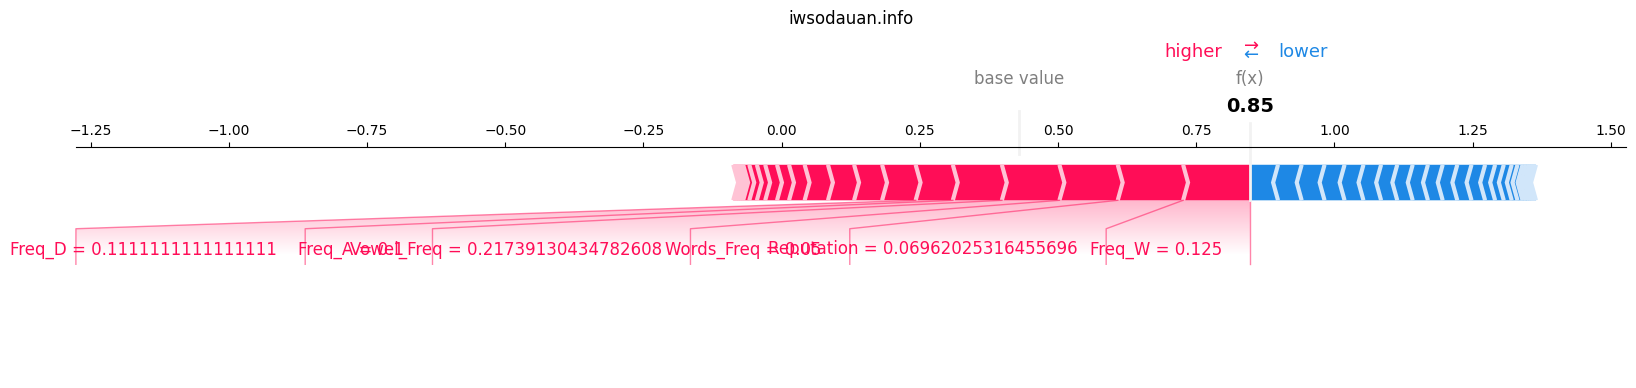 iwsodauan.info
higher ⇄ lower
base value f(x)
0.85
−1.25 −1.00 −0.75 −0.50 −0.25 0.00 0.25 0.50 0.75 1.00 1.25 1.50
Freq_D = 0.1111111111111111 Freq_A = 0.1 Vowel_Freq = 0.21739130434782608 Words_Freq = 0.05 Reputation = 0.06962025316455696 Freq_W = 0.125